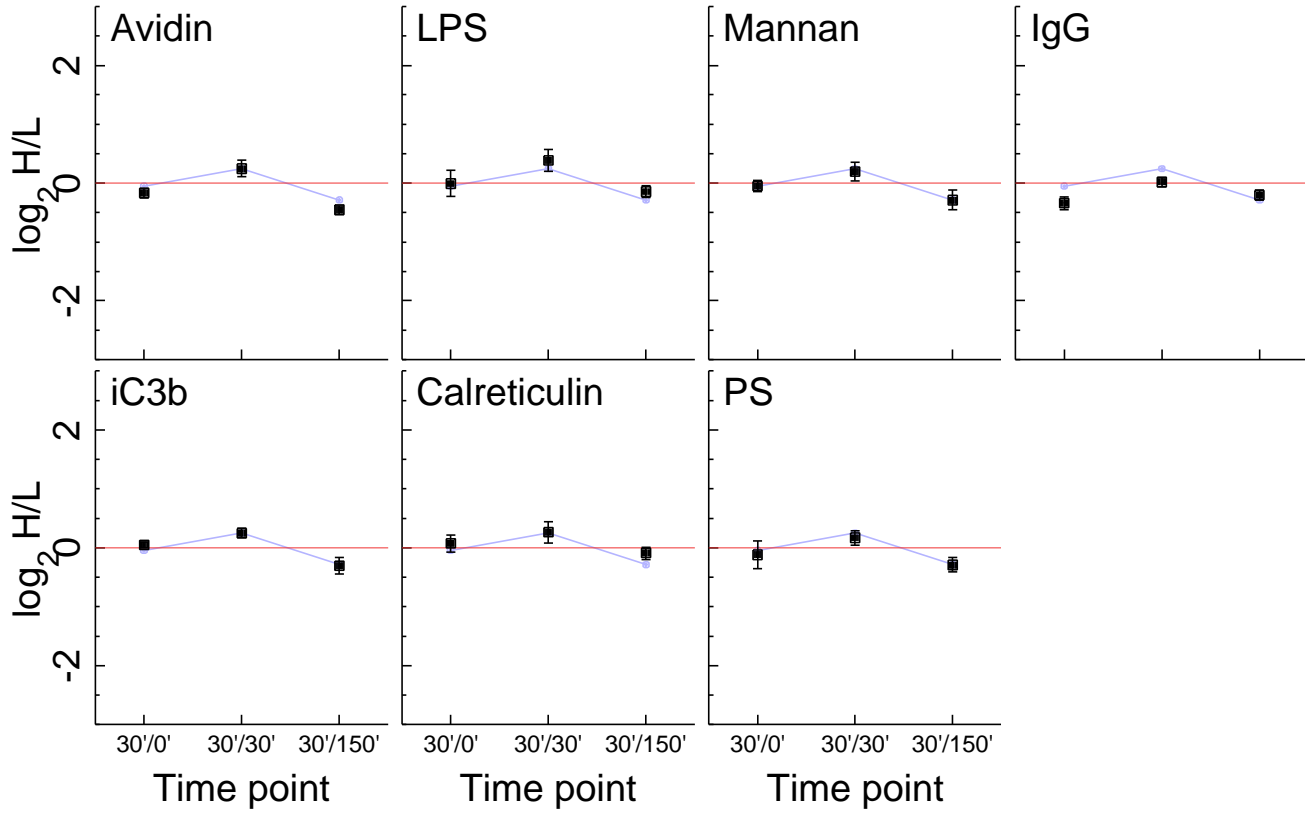 Avidin LPS Mannan IgG
2
0
-2
log2 H/L
iC3b Calreticulin PS
2
0
-2
log2 H/L
30'/0' 30'/30' 30'/150' 30'/0' 30'/30' 30'/150' 30'/0' 30'/30' 30'/150'
Time point Time point Time point